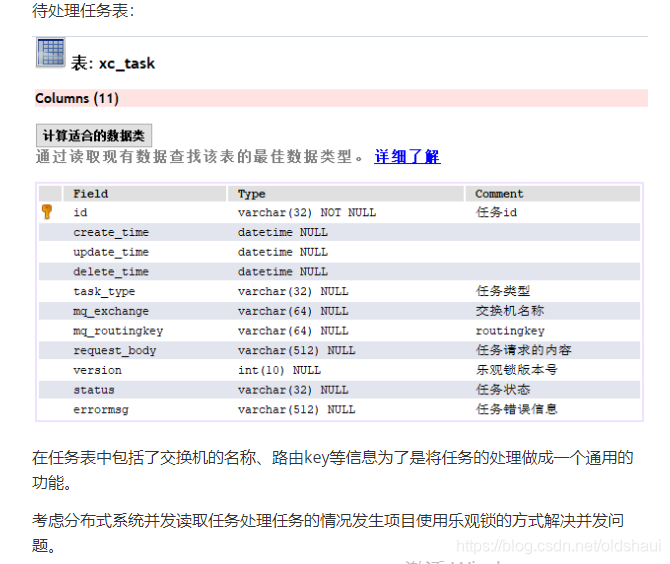 待处理任务表：
表: xc_task
Columns (11)
计算适合的数据类
通过读取现有数据查找该表的最佳数据类型。 详细了解
Field Type Comment
id varchar(32) NOT NULL 任务id
create_time datetime NULL
update_time datetime NULL
delete_time datetime NULL
task_type varchar(32) NULL 任务类型
mq_exchange varchar(64) NULL 交换机名称
mq_routingkey varchar(64) NULL routingkey
request_body varchar(512) NULL 任务请求的内容
version int(10) NULL 乐观锁版本号
status varchar(32) NULL 任务状态
errormsg varchar(512) NULL 任务错误信息
在任务表中包括了交换机的名称、路由key等信息为了是将任务的处理做成一个通用的
功能。
考虑分布式系统并发读取任务处理任务的情况发生项目使用乐观锁的方式解决并发问
题。
https://blog.csdn.net/oldshaui